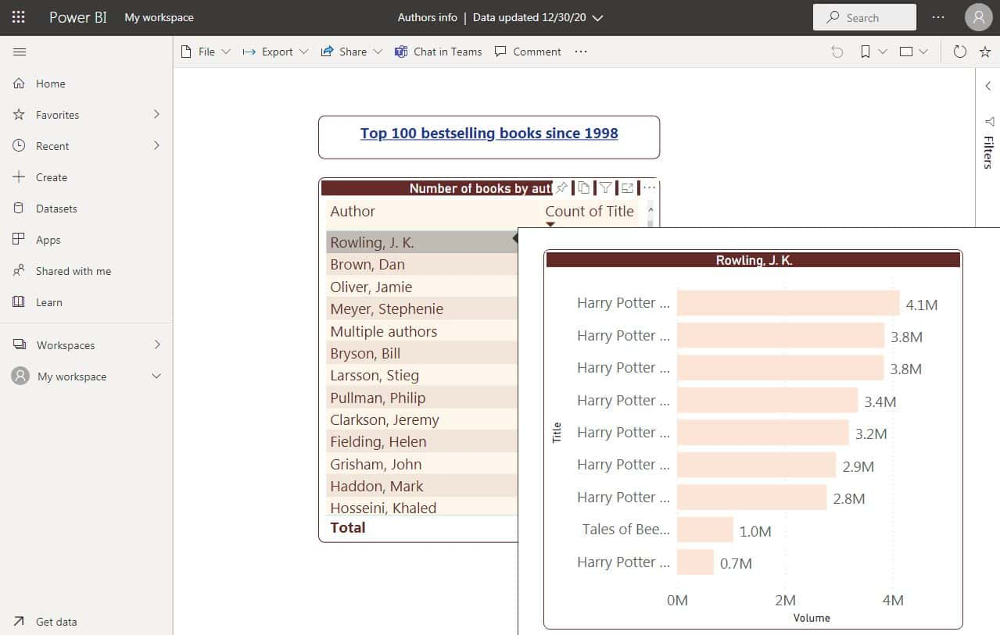 Power BI My workspace Authors info | Data updated 12/30/20 Search
File Export Share Chat in Teams Comment
Home
Favorites
Recent
Create
Datasets
Apps
Shared with me
Learn
Workspaces
My workspace
Get data
Top 100 bestselling books since 1998
Number of books by aut
Author Count of Title
Rowling, J. K.
Brown, Dan
Oliver, Jamie
Meyer, Stephenie
Multiple authors
Bryson, Bill
Larsson, Stieg
Pullman, Philip
Clarkson, Jeremy
Fielding, Helen
Grisham, John
Haddon, Mark
Hosseini, Khaled
Total
Rowling, J. K.
Title
Harry Potter ... 4.1M
Harry Potter ... 3.8M
Harry Potter ... 3.8M
Harry Potter ... 3.4M
Harry Potter ... 3.2M
Harry Potter ... 2.9M
Harry Potter ... 2.8M
Tales of Bee... 1.0M
Harry Potter ... 0.7M
0M 2M 4M
Volume
Filters